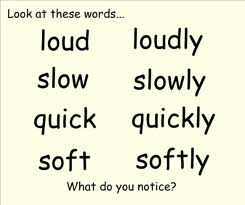 Look at these words...
loud loudly
slow slowly
quick quickly
soft softly
What do you notice?